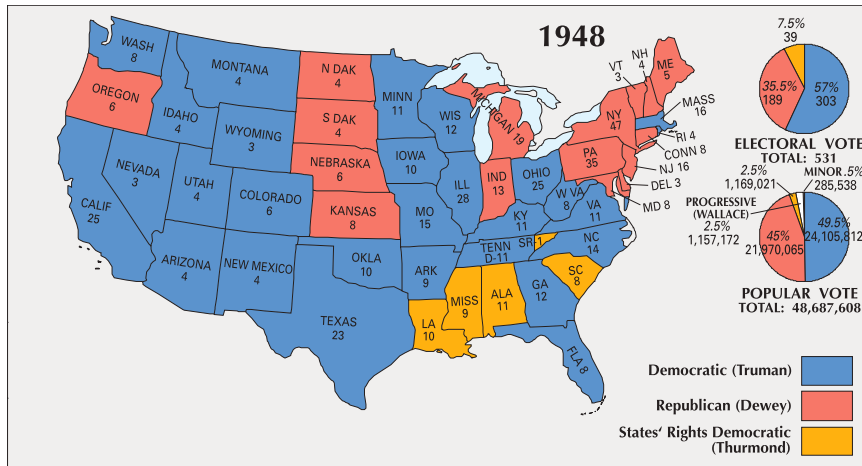 1948
WASH
8
OREGON
6
CALIF
25
NEVADA
3
IDAHO
4
MONTANA
4
WYOMING
3
UTAH
4
COLORADO
6
ARIZONA
4
NEW MEXICO
4
N DAK
4
S DAK
4
NEBRASKA
6
KANSAS
8
OKLA
10
TEXAS
23
MINN
11
IOWA
10
MO
15
ARK
9
LA
10
WIS
12
ILL
28
MICHIGAN 19
IND
13
OHIO
25
KY
11
TENN
D-11
SR-1
MISS
9
ALA
11
GA
12
FLA 8
SC
8
NC
14
VA
11
W VA
8
PA
35
NY
47
VT
3
NH
4
ME
5
MASS
16
RI 4
CONN 8
NJ 16
DEL 3
MD 8
7.5%
39
35.5%
189
57%
303
ELECTORAL VOTE
TOTAL: 531
2.5%
1,169,021
MINOR .5%
285,538
PROGRESSIVE
(WALLACE)
2.5%
1,157,172
45%
21,970,065
49.5%
24,105,812
POPULAR VOTE
TOTAL: 48,687,608
Democratic (Truman)
Republican (Dewey)
States' Rights Democratic
(Thurmond)